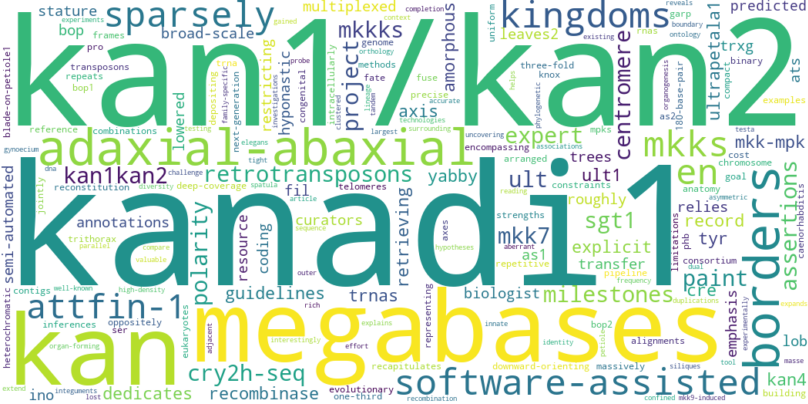 stature
experiments
context
completion
bop
frames
sparsely
broad-scale
multiplexed
gained
mkkks
kingdoms
leaves2
reveals
boundary
ontology
garp
ultrapetala1
predicted
trxg
binary
compact
uniform
existing
amorphous
rnas
three-fold
knox
kan1/kan2
ats
examples
blade-on-petiole1
pro
transposons
repeats
bop1
trna
methods
genome
orthology
project
hyponastic
congenital
restricting
investigations
family-specific
next-generation
depositing
lowered
combinations
reference
probe
fate
intracellularly
clustered
lineage
tandem
precise
fuse
technologies
surrounding
axis
accurate
phylogenetic
helps
organogenesis
as2
180-base-pair
centromere
mpks
expert
mkks
mkk-mpk
cost
chromosome
goal
anatomy
testa
caenorhabditis
gynoecium
testing
elegans
uncovering
largest
associations
tight
adaxial-abaxial
dna
challenge
retrotransposons
deep-coverage
spatula
kan1kan2
reconstitution
telomeres
encompassing
arranged
yabby
ult
ult1
trees
constraints
en
semi-automated
diversity
jointly
article
fil
annotations
trithorax
parallel
compare
valuable
curators
sequence
coding
resource
polarity
axes
hypotheses
aberrant
retrieving
strengths
reading
mkk7
as1
repetitive
roughly
sgt1
explicit
transfer
pipeline
frequency
relies
record
tyr
phb
limitations
consortium
dual
asymmetric
borders
assertions
kanadi1
heterochromatic
contigs
well-known
high-density
outer
rich
guidelines
trnas
biologist
milestones
duplications
paint
cre
expands
experimentally
attfin-1
inferences
oppositely
eukaryotes
ser
adjacent
interestingly
explains
megabases
representing
effort
innate
bop2
identity
petiole
alignments
emphasis
lob
kan
organ-forming
ino
integuments
lost
extend
dedicates
cry2h-seq
recombinase
evolutionary
one-third
recapitulates
recombination
downward-orienting
massively
software-assisted
confined
mkk9-induced
tool
siliques
en masse
kan4
building